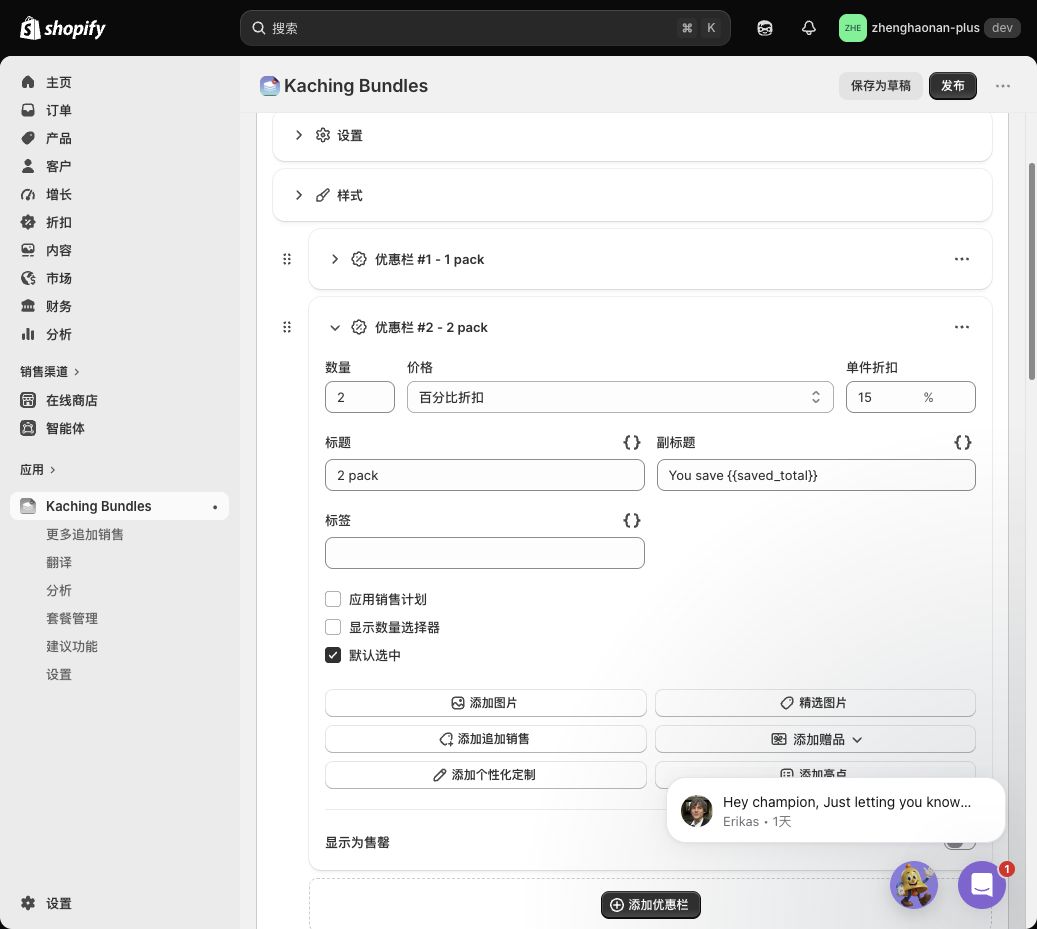 shopify
搜索
⌘ K
ZHE
zhenghaonan-plus
dev
主页
订单
产品
客户
增长
折扣
内容
市场
财务
分析
销售渠道
在线商店
智能体
应用
Kaching Bundles
更多追加销售
翻译
分析
套餐管理
建议功能
设置
设置
Kaching Bundles
保存为草稿
发布
设置
样式
优惠栏 #1 - 1 pack
优惠栏 #2 - 2 pack
数量
价格
单件折扣
2
百分比折扣
15 %
标题
{}
副标题
{}
2 pack
You save {{saved_total}}
标签
{}
应用销售计划
显示数量选择器
默认选中
添加图片
精选图片
添加追加销售
添加赠品
添加个性化定制
添加高点
Hey champion, Just letting you know...
Erikas • 1天
显示为售罄
1
添加优惠栏